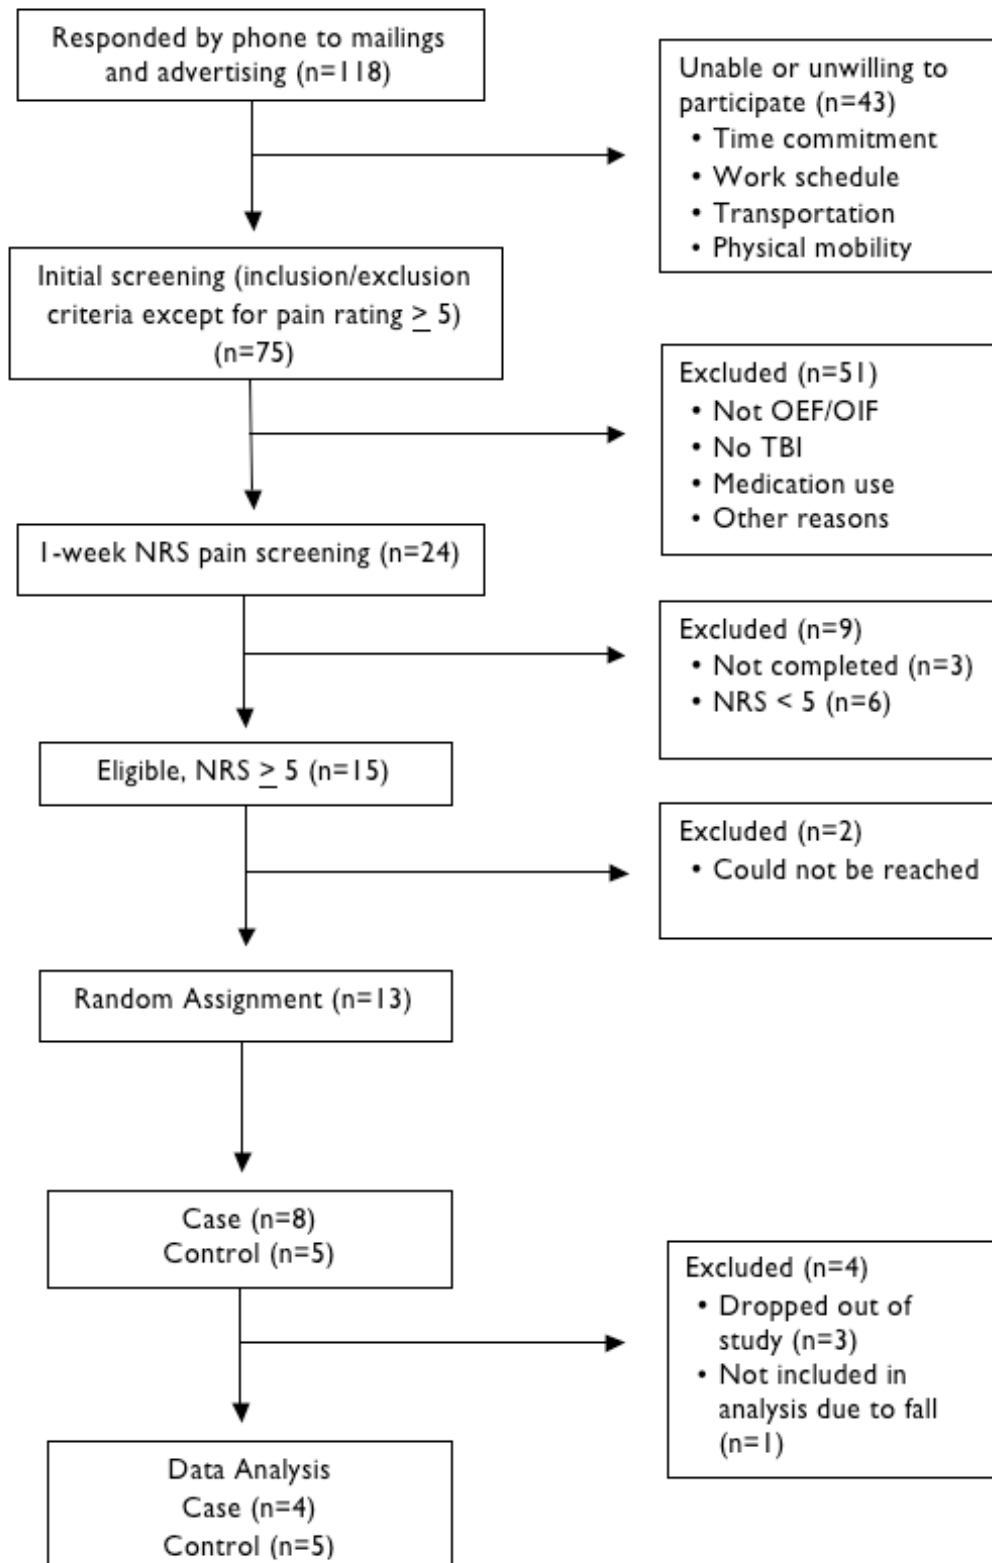 Responded by phone to mailings
and advertising (n=118)
Unable or unwilling to
participate (n=43)
• Time commitment
• Work schedule
• Transportation
• Physical mobility
Initial screening (inclusion/exclusion
criteria except for pain rating ≥ 5)
(n=75)
Excluded (n=51)
• Not OEF/OIF
• No TBI
• Medication use
• Other reasons
1-week NRS pain screening (n=24)
Excluded (n=9)
• Not completed (n=3)
• NRS < 5 (n=6)
Eligible, NRS ≥ 5 (n=15)
Excluded (n=2)
• Could not be reached
Random Assignment (n=13)
Case (n=8)
Control (n=5)
Excluded (n=4)
• Dropped out of
study (n=3)
• Not included in
analysis due to fall
(n=1)
Data Analysis
Case (n=4)
Control (n=5)